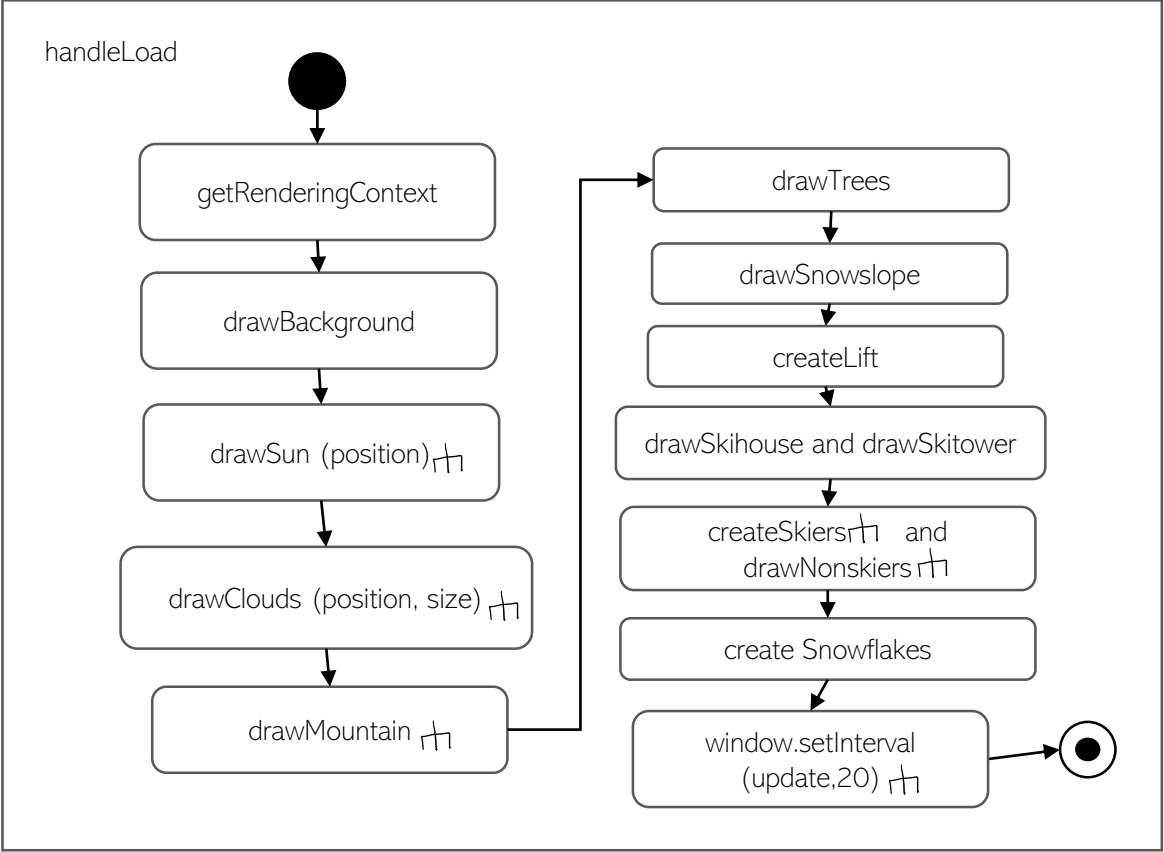 handleLoad
getRenderingContext
drawBackground
drawSun (position)
drawClouds (position, size)
drawMountain
drawTrees
drawSnowslope
createLift
drawSkihouse and drawSkitower
createSkiers and
drawNonskiers
create Snowflakes
window.setInterval
(update,20)